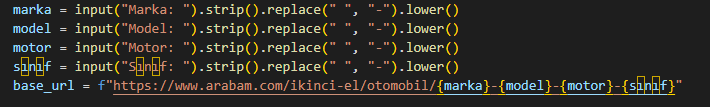 marka = input("Marka: ").strip().replace(" ", "-").lower()
model = input("Model: ").strip().replace(" ", "-").lower()
motor = input("Motor: ").strip().replace(" ", "-").lower()
sınıf = input("Sınıf: ").strip().replace(" ", "-").lower()
base_url = f"https://www.arabam.com/ikinci-el/otomobil/{marka}-{model}-{motor}-{sınıf}"